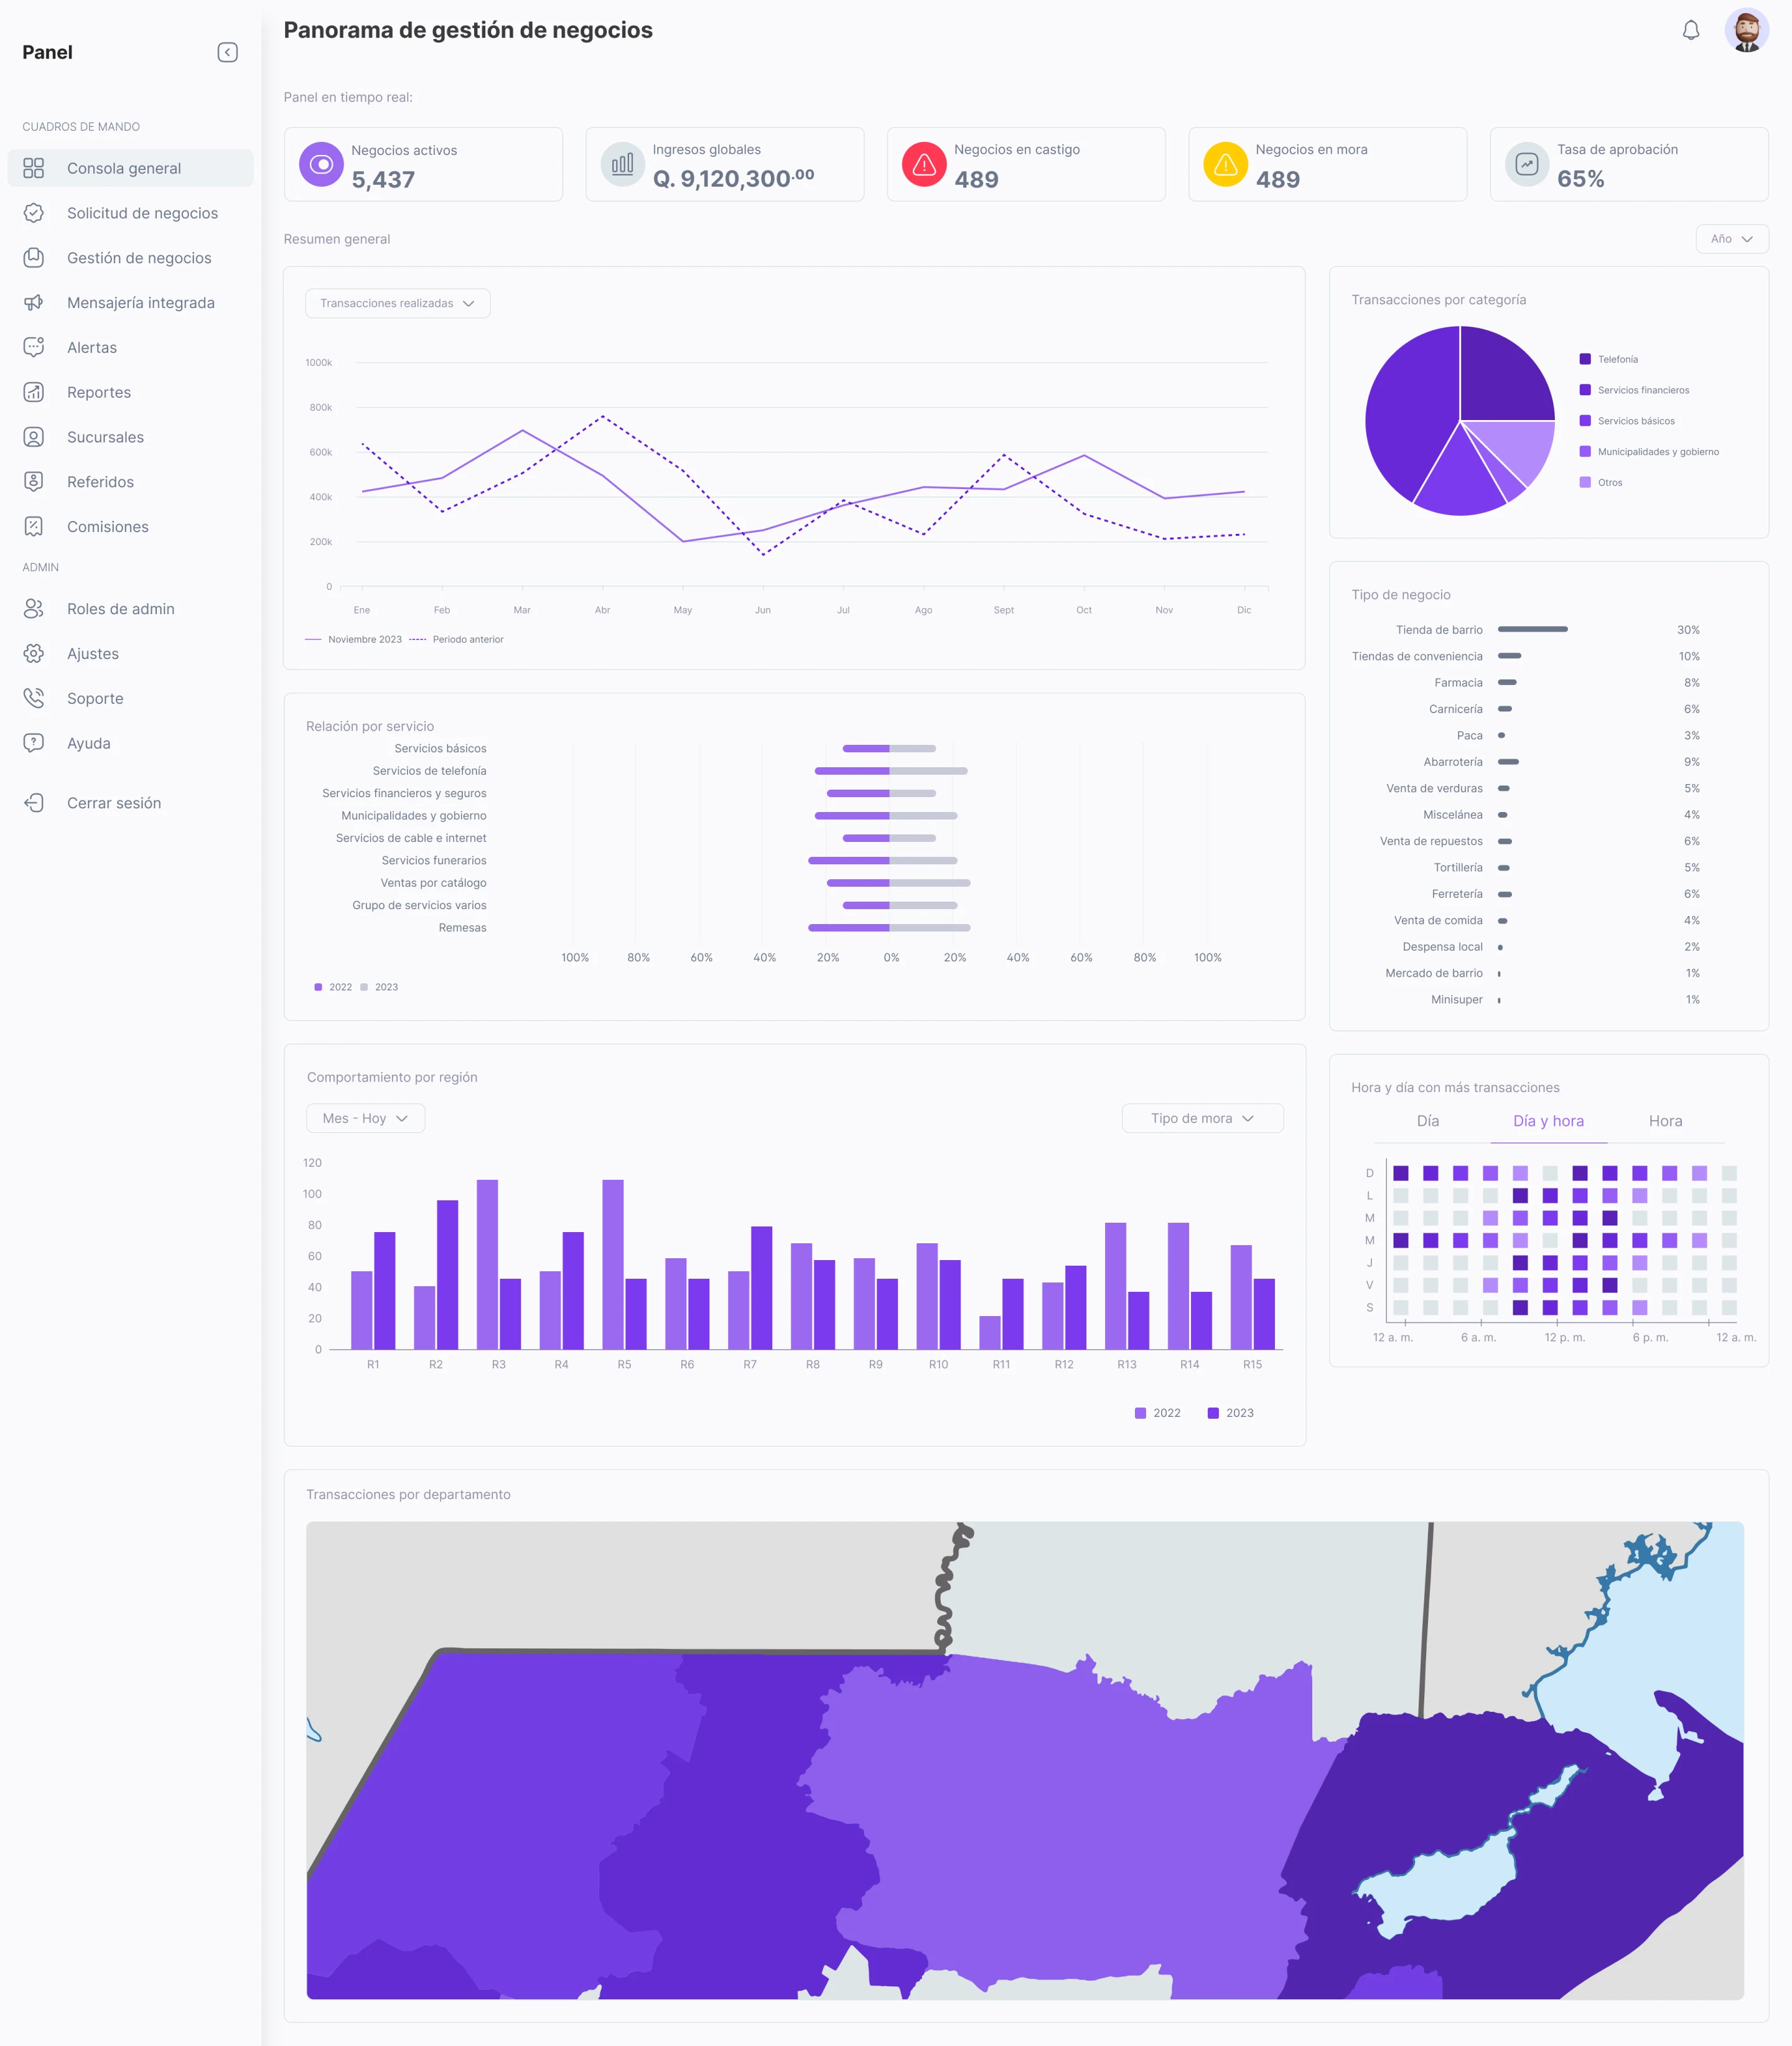 Panel
CUADROS DE MANDO
Consola general
Solicitud de negocios
Gestión de negocios
Mensajería integrada
Alertas
Reportes
Sucursales
Referidos
Comisiones
ADMIN
Roles de admin
Ajustes
Soporte
Ayuda
Cerrar sesión
Panorama de gestión de negocios
Panel en tiempo real:
Negocios activos
5,437
Ingresos globales
Q. 9,120,300.00
Negocios en castigo
489
Negocios en mora
489
Tasa de aprobación
65%
Resumen general
Año
Transacciones realizadas
1000k
800k
600k
400k
200k
0
Ene Feb Mar Abr May Jun Jul Ago Sept Oct Nov Dic
Noviembre 2023 Periodo anterior
Transacciones por categoría
Telefonía
Servicios financieros
Servicios básicos
Municipalidades y gobierno
Otros
Relación por servicio
Servicios básicos
Servicios de telefonía
Servicios financieros y seguros
Municipalidades y gobierno
Servicios de cable e internet
Servicios funerarios
Ventas por catálogo
Grupo de servicios varios
Remesas
100% 80% 60% 40% 20% 0% 20% 40% 60% 80% 100%
2022 2023
Tipo de negocio
Tienda de barrio 30%
Tiendas de conveniencia 10%
Farmacia 8%
Carnicería 6%
Paca 3%
Abarrotería 9%
Venta de verduras 5%
Miscelánea 4%
Venta de repuestos 6%
Tortillería 5%
Ferretería 6%
Venta de comida 4%
Despensa local 2%
Mercado de barrio 1%
Minisuper 1%
Comportamiento por región
Mes - Hoy Tipo de mora
120
100
80
60
40
20
0
R1 R2 R3 R4 R5 R6 R7 R8 R9 R10 R11 R12 R13 R14 R15
2022 2023
Hora y día con más transacciones
Día Día y hora Hora
D
L
M
M
J
V
S
12 a. m. 6 a. m. 12 p. m. 6 p. m. 12 a. m.
Transacciones por departamento